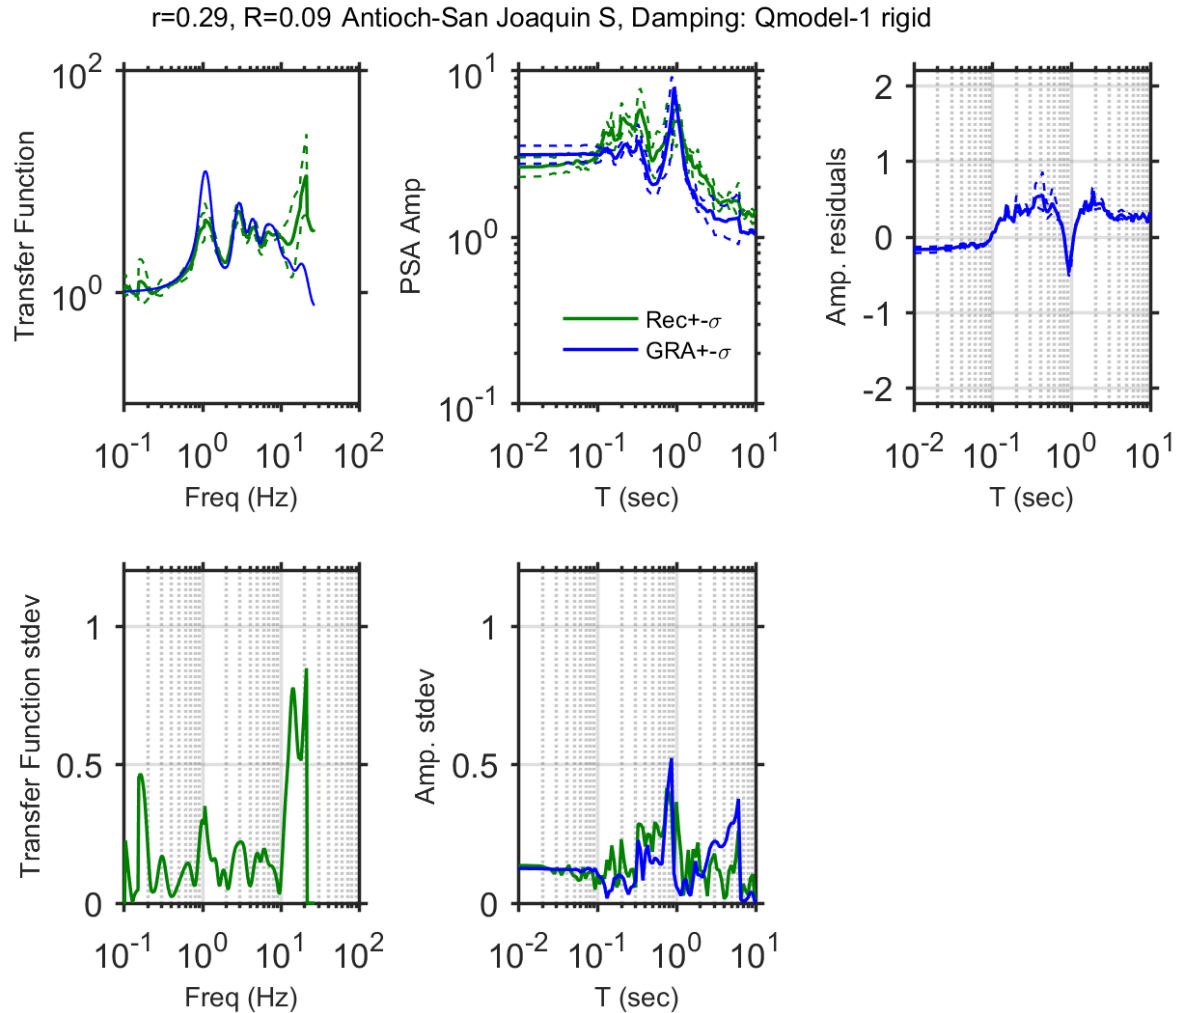 r=0.29, R=0.09 Antioch-San Joaquin S, Damping: Qmodel-1 rigid
Transfer Function
10^2
10^0
10^-1 10^0 10^1 10^2
Freq (Hz)
PSA Amp
10^1
10^0
10^-1
Rec+-σ
GRA+-σ
10^-2 10^-1 10^0 10^1
T (sec)
Amp. residuals
2
1
0
-1
-2
10^-2 10^-1 10^0 10^1
T (sec)
Transfer Function stdev
1
0.5
0
10^-1 10^0 10^1 10^2
Freq (Hz)
Amp. stdev
1
0.5
0
10^-2 10^-1 10^0 10^1
T (sec)